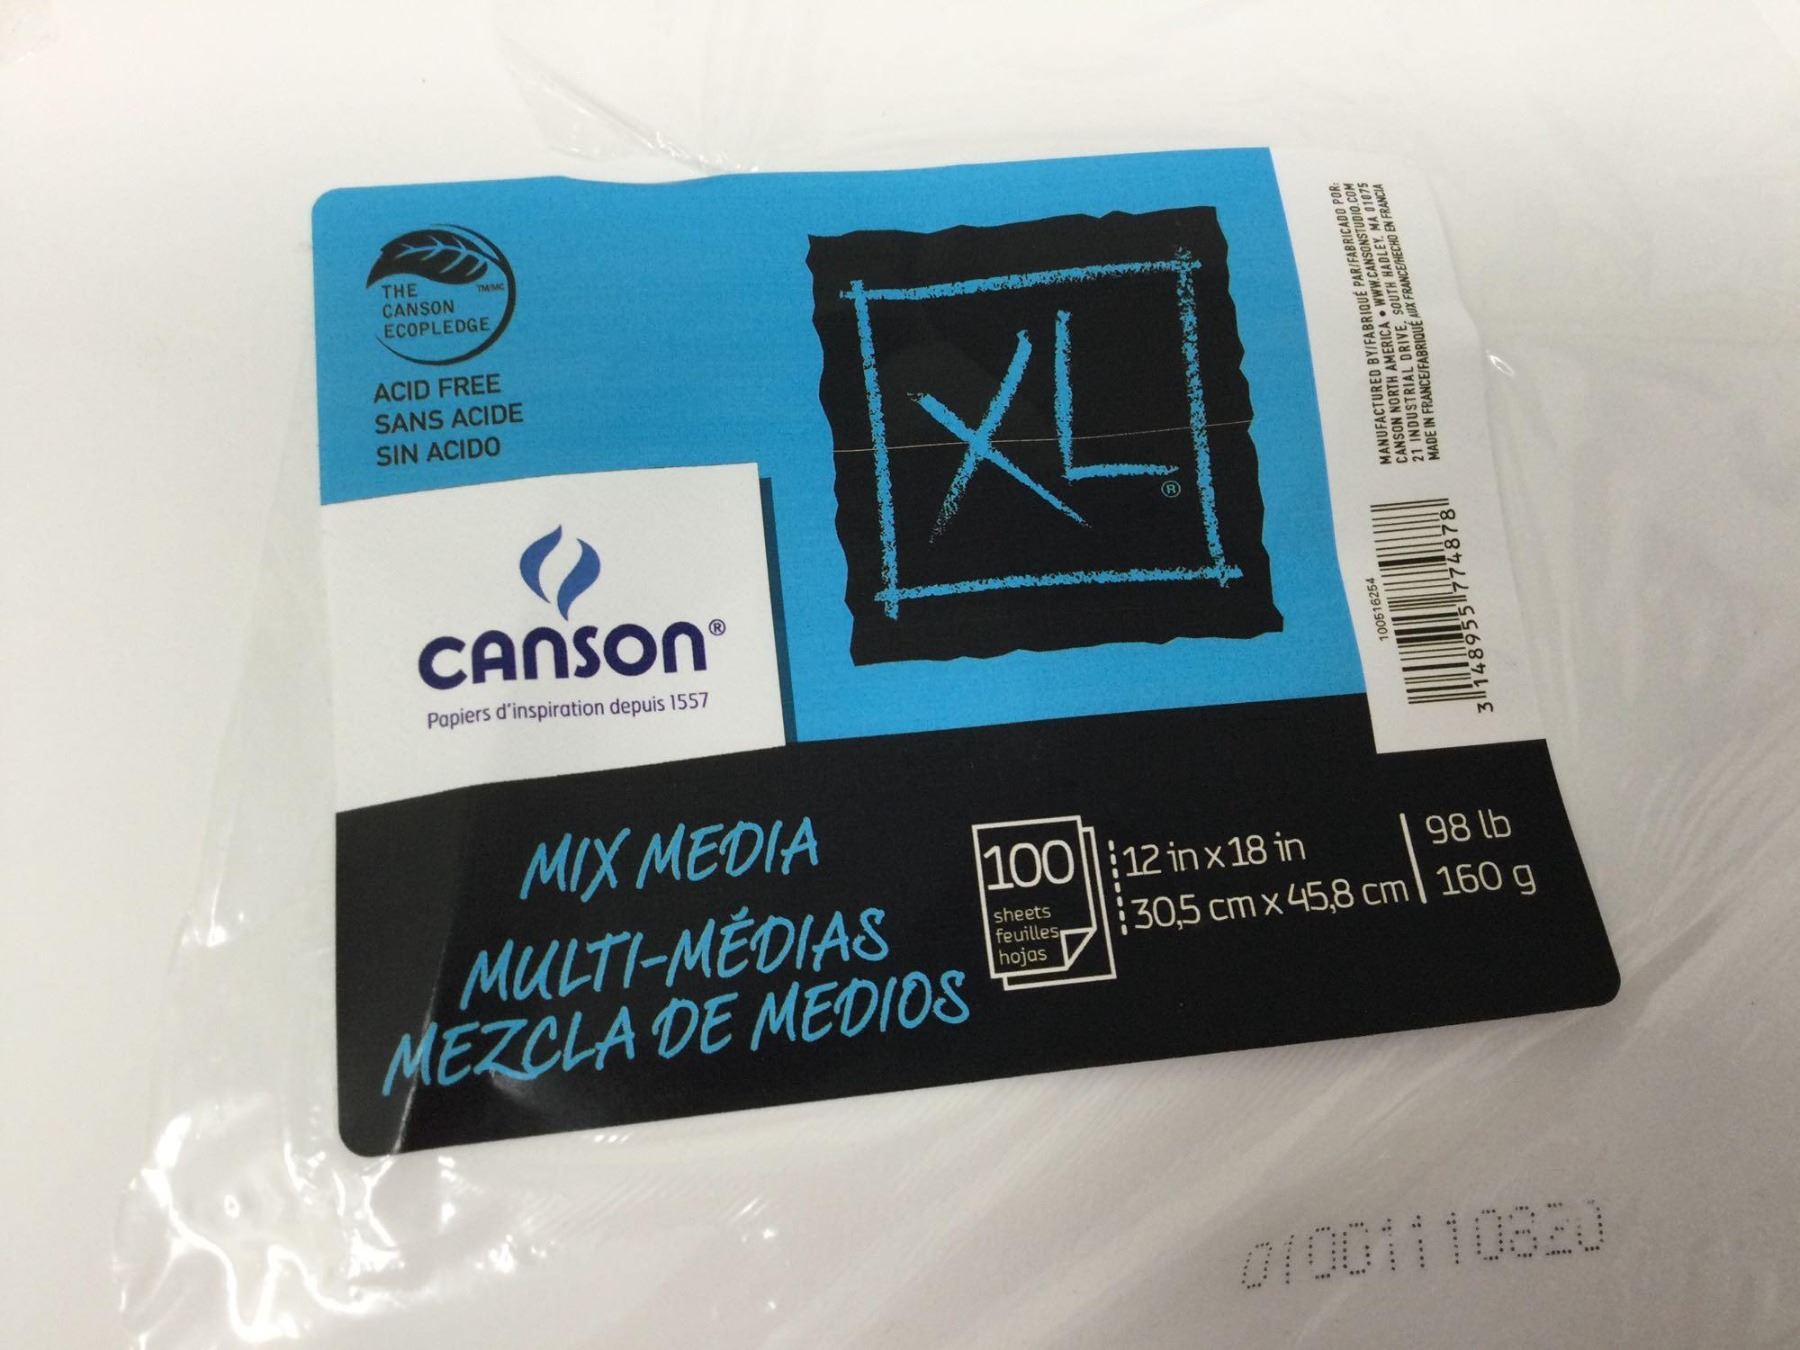 THE
CANSON
ECOPLEDGE
TM/MC
ACID FREE
SANS ACIDE
SIN ACIDO
CANSON®
Papiers d'inspiration depuis 1557
XL®
MANUFACTURED BY/FABRIQUÉ PAR/FABRICADO POR:
CANSON NORTH AMERICA • WWW.CANSONSTUDIO.COM
21 INDUSTRIAL DRIVE, SOUTH HADLEY, MA 01075
MADE IN FRANCE/FABRIQUÉ AUX FRANCE/HECHO EN FRANCIA
100516254
3 148955 774878
MIX MEDIA
MULTI-MÉDIAS
MEZCLA DE MEDIOS
100
sheets
feuilles
hojas
12 in x 18 in
30,5 cm x 45,8 cm
98 lb
160 g